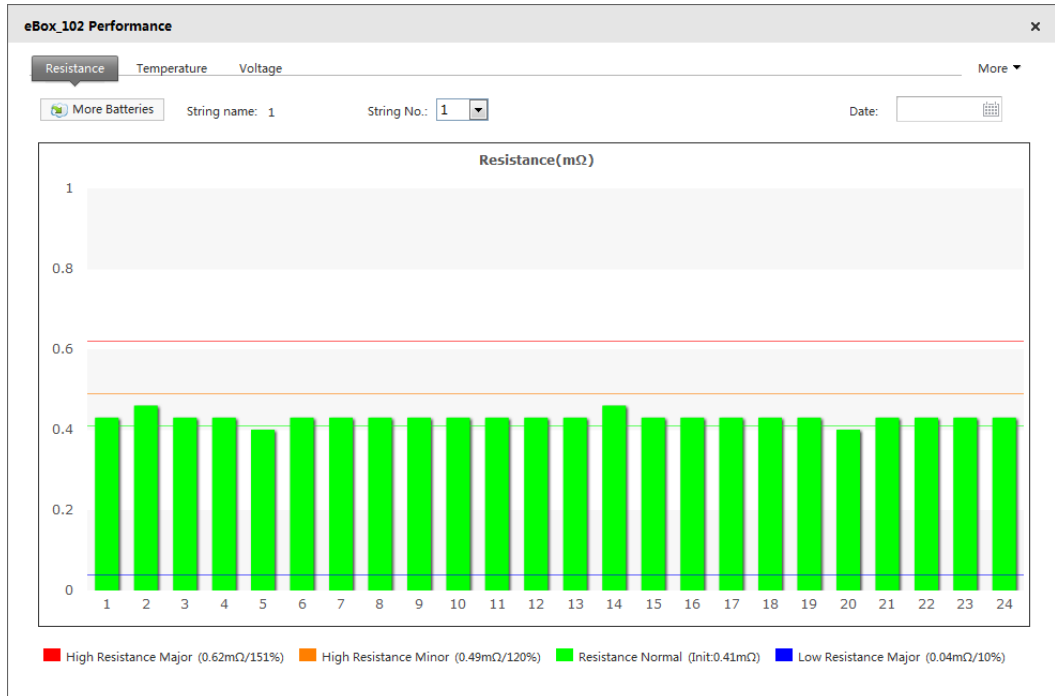 eBox_102 Performance ×
Resistance Temperature Voltage More
More Batteries String name: 1 String No.: 1 Date:
Resistance(mΩ)
1
0.8
0.6
0.4
0.2
0
1 2 3 4 5 6 7 8 9 10 11 12 13 14 15 16 17 18 19 20 21 22 23 24
High Resistance Major (0.62mΩ/151%) High Resistance Minor (0.49mΩ/120%) Resistance Normal (Init:0.41mΩ) Low Resistance Major (0.04mΩ/10%)